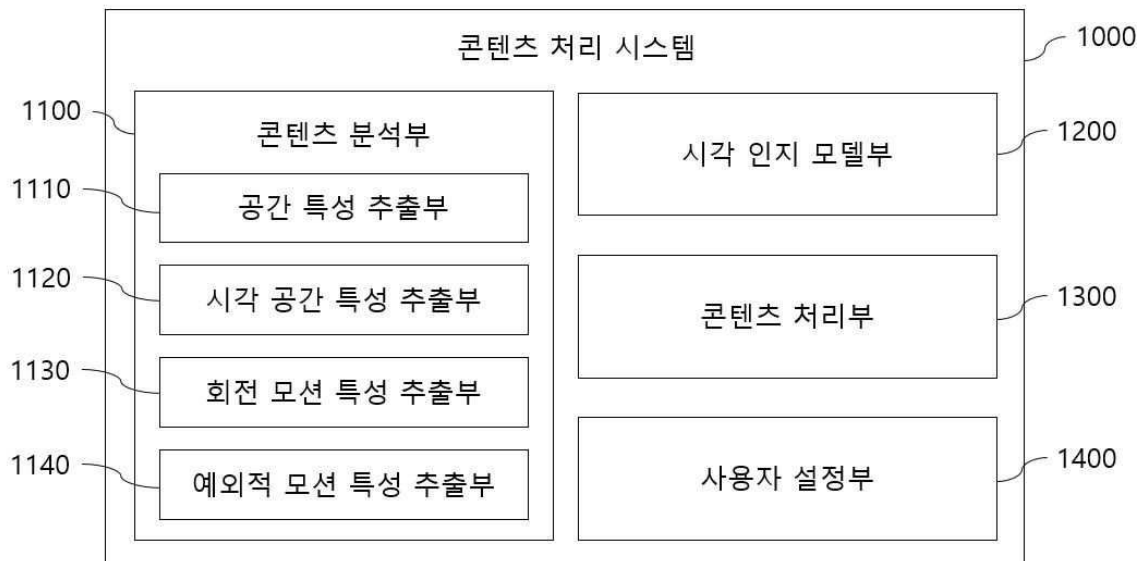 콘텐츠 처리 시스템
1000
1100
콘텐츠 분석부
1110
공간 특성 추출부
1120
시각 공간 특성 추출부
1130
회전 모션 특성 추출부
1140
예외적 모션 특성 추출부
시각 인지 모델부
1200
콘텐츠 처리부
1300
사용자 설정부
1400